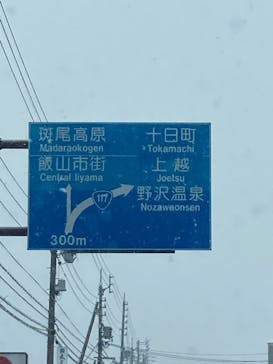 斑尾高原
Madaraokogen
飯山市街
Central Iiyama
十日町
Tokamachi
上越
Joetsu
野沢温泉
Nozawaonsen
117
300m